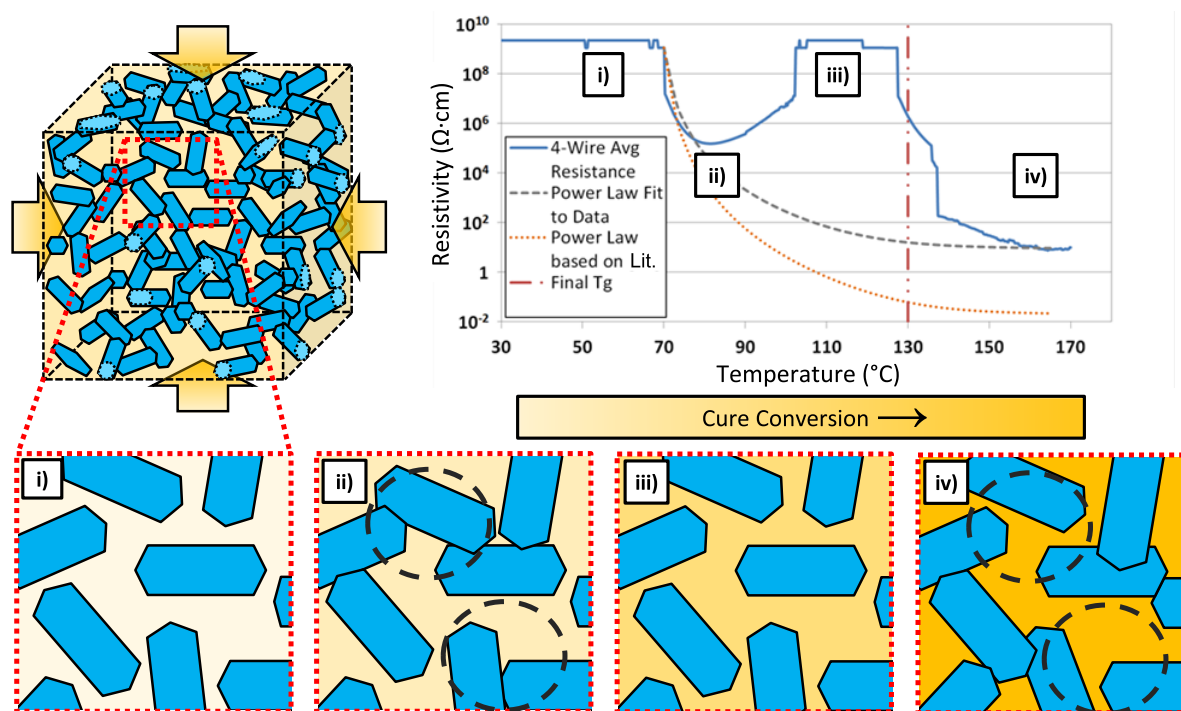 10^10
10^8
10^6
10^4
10^2
1
10^-2
Resistivity (Ω·cm)
i)
ii)
iii)
iv)
4-Wire Avg
Resistance
Power Law Fit
to Data
Power Law
based on Lit.
Final Tg
30 50 70 90 110 130 150 170
Temperature (°C)
Cure Conversion →
i)
ii)
iii)
iv)